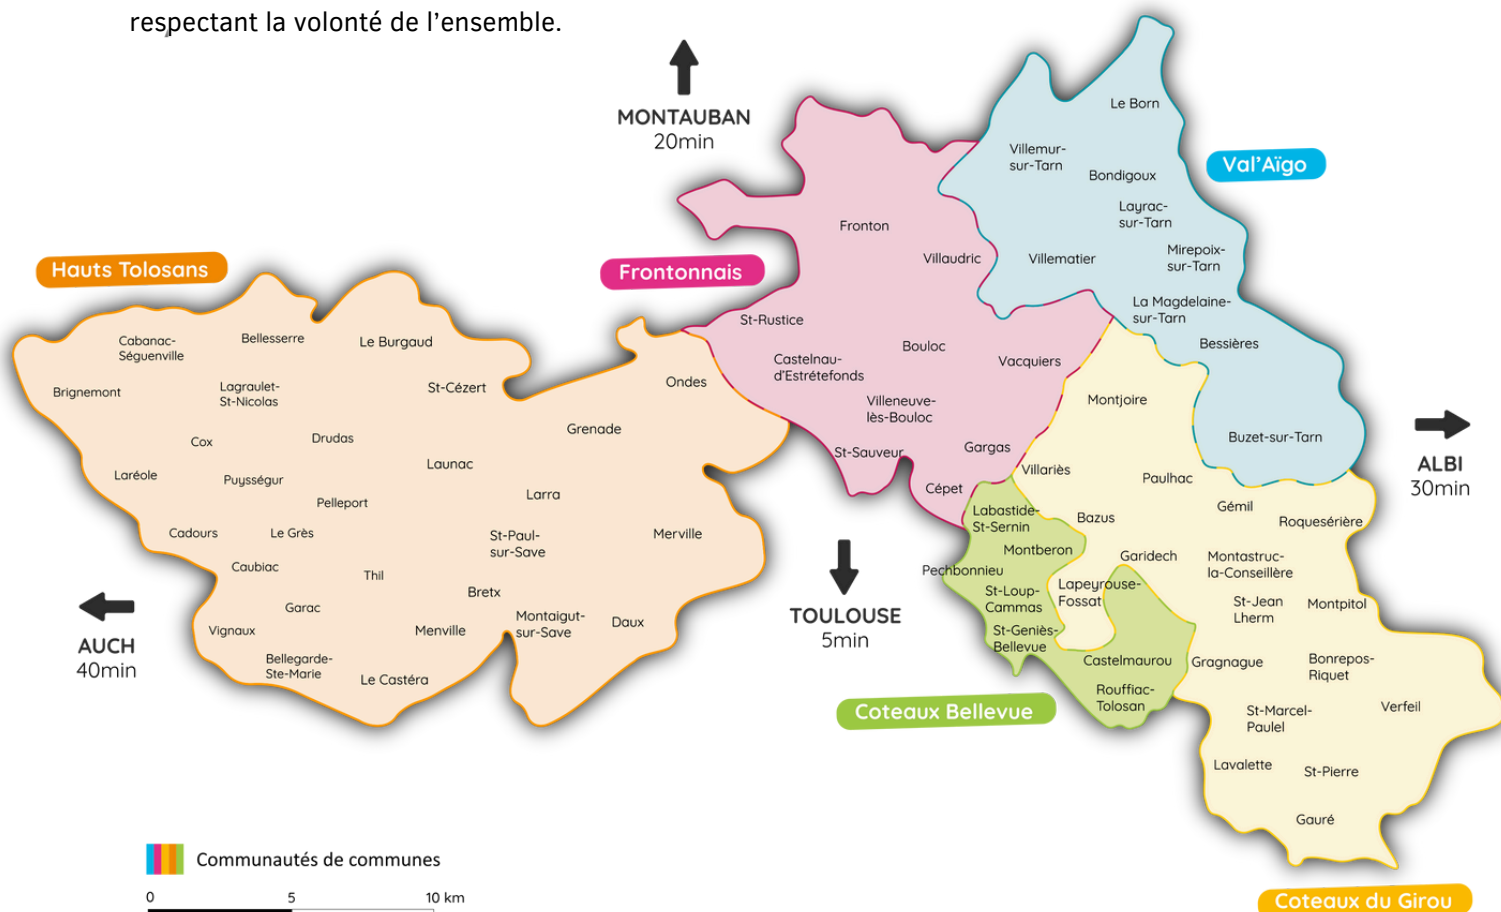 respectant la volonté de l’ensemble.
MONTAUBAN
20min
Le Born
Villemur-
sur-Tarn
Val’Aïgo
Bondigoux
Layrac-
sur-Tarn
Fronton
Villaudric
Villematier
Mirepoix-
sur-Tarn
Hauts Tolosans
Frontonnais
La Magdelaine-
sur-Tarn
St-Rustice
Cabanac-
Séguenville
Bellesserre
Le Burgaud
Bouloc
Bessières
Castelnau-
d’Estrétefonds
Vacquiers
Brignemont
Lagraulet-
St-Nicolas
St-Cézert
Ondes
Villeneuve-
lès-Bouloc
Montjoire
Cox
Drudas
Grenade
Buzet-sur-Tarn
St-Sauveur
Gargas
ALBI
30min
Laréole
Puysségur
Launac
Villariès
Paulhac
Pelleport
Larra
Cépet
Gémil
Roquesérière
Labastide-
St-Sernin
Bazus
Cadours
Le Grès
St-Paul-
sur-Save
Merville
Montberon
Garidech
Montastruc-
la-Conseillère
Caubiac
Thil
Pechbonnieu
Bretx
St-Loup-
Cammas
Lapeyrouse-
Fossat
St-Jean
Lherm
Montpitol
AUCH
40min
Garac
TOULOUSE
5min
Vignaux
Menville
Montaigut-
sur-Save
Daux
St-Geniès-
Bellevue
Bellegarde-
Ste-Marie
Le Castéra
Castelmaurou
Gragnague
Bonrepos-
Riquet
Rouffiac-
Tolosan
Coteaux Bellevue
St-Marcel-
Paulel
Verfeil
Lavalette
St-Pierre
Gauré
Communautés de communes
0 5 10 km
Coteaux du Girou